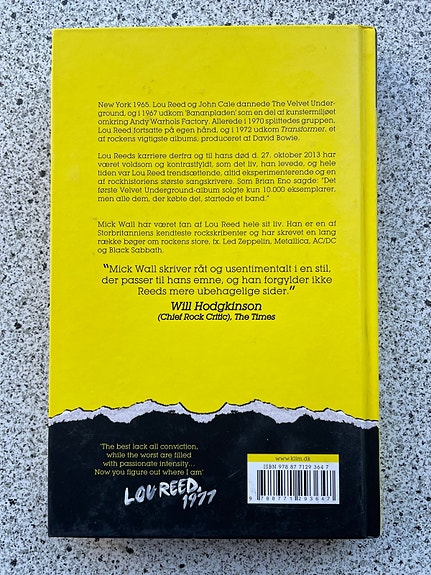 New York 1965. Lou Reed og John Cale dannede The Velvet Under-
ground, og i 1967 udkom 'Bananpladen' som en del af kunstermiljøet
omkring Andy Warhols Factory. Allerede i 1970 splittedes gruppen.
Lou Reed fortsatte på egen hånd, og i 1972 udkom Transformer, et
af rockens vigtigste albums, produceret af David Bowie.
Lou Reeds karriere derfra og til hans død d. 27. oktober 2013 har
været voldsom og kontrastfyldt, som det liv, han levede, og hele
tiden var Lou Reed trendsættende, altid eksperimenterende og en
af rockhistoriens største sangskrivere. Som Brian Eno sagde: "Det
første Velvet Underground-album solgte kun 10.000 eksemplarer,
men alle dem, der købte det, startede et band."
Mick Wall har været fan af Lou Reed hele sit liv. Han er en af
Storbritanniens kendteste rockskribenter og har skrevet en lang
række bøger om rockens store, fx. Led Zeppelin, Metallica, AC/DC
og Black Sabbath.
"Mick Wall skriver råt og usentimentalt i en stil,
der passer til hans emne, og han forgylder ikke
Reeds mere ubehagelige sider."
Will Hodgkinson
(Chief Rock Critic), The Times
'The best lack all conviction,
while the worst are filled
with passionate intensity...
Now you figure out where I am'
LOU REED,
1977
www.klim.dk
ISBN 978 87 7129 364 7
9 788771 293647